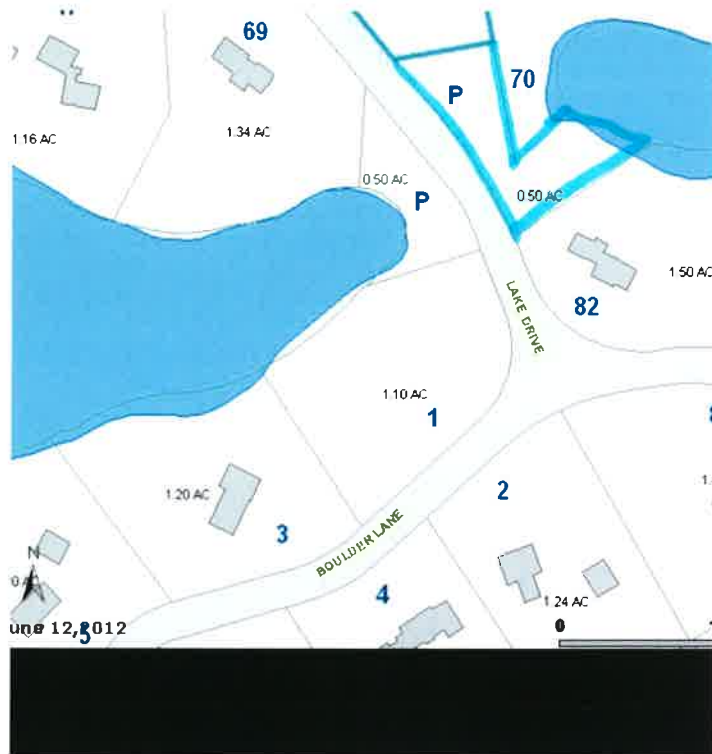 69
70
P
1.16 AC
1.34 AC
0.50 AC
P
0.50 AC
1.50 AC
82
LAKE DRIVE
1.10 AC
1
2
1.20 AC
3
BOULDER LANE
N
4
1.24 AC
5
12, 2012
0